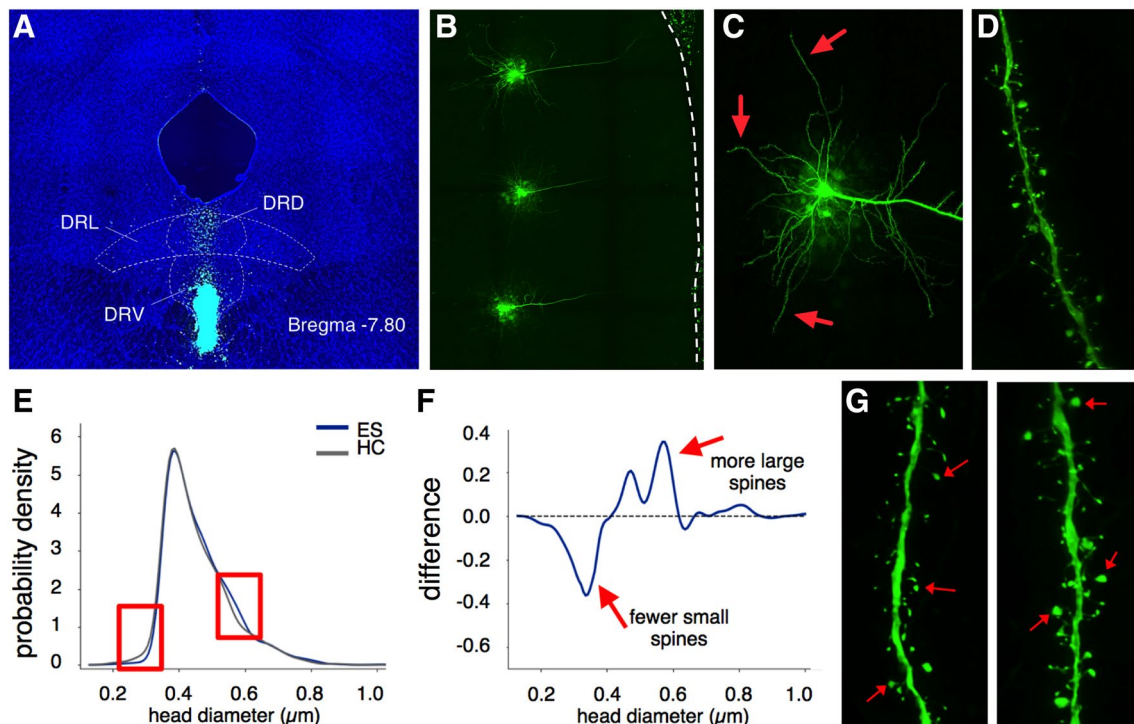 A
DRD
DRL
DRV
Bregma -7.80
B
C
D
E
ES
HC
probability density
6
5
4
3
2
1
0
0.2
0.4
0.6
0.8
1.0
head diameter (µm)
F
difference
0.4
0.2
0.0
-0.2
-0.4
-0.6
more large
spines
fewer small
spines
0.2
0.4
0.6
0.8
1.0
head diameter (µm)
G